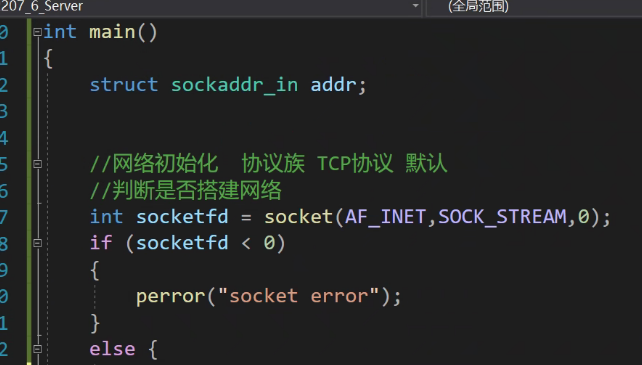 207_6_Server (全局范围)
0 int main()
1 {
2 struct sockaddr_in addr;
3
4
5 //网络初始化 协议族 TCP协议 默认
6 //判断是否搭建网络
7 int socketfd = socket(AF_INET,SOCK_STREAM,0);
8 if (socketfd < 0)
9 {
0 perror("socket error");
1 }
2 else {